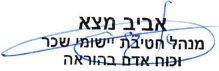 אביב מצא
מנהל חטיבת יישומי שכר
וכוח אדם בהוראה